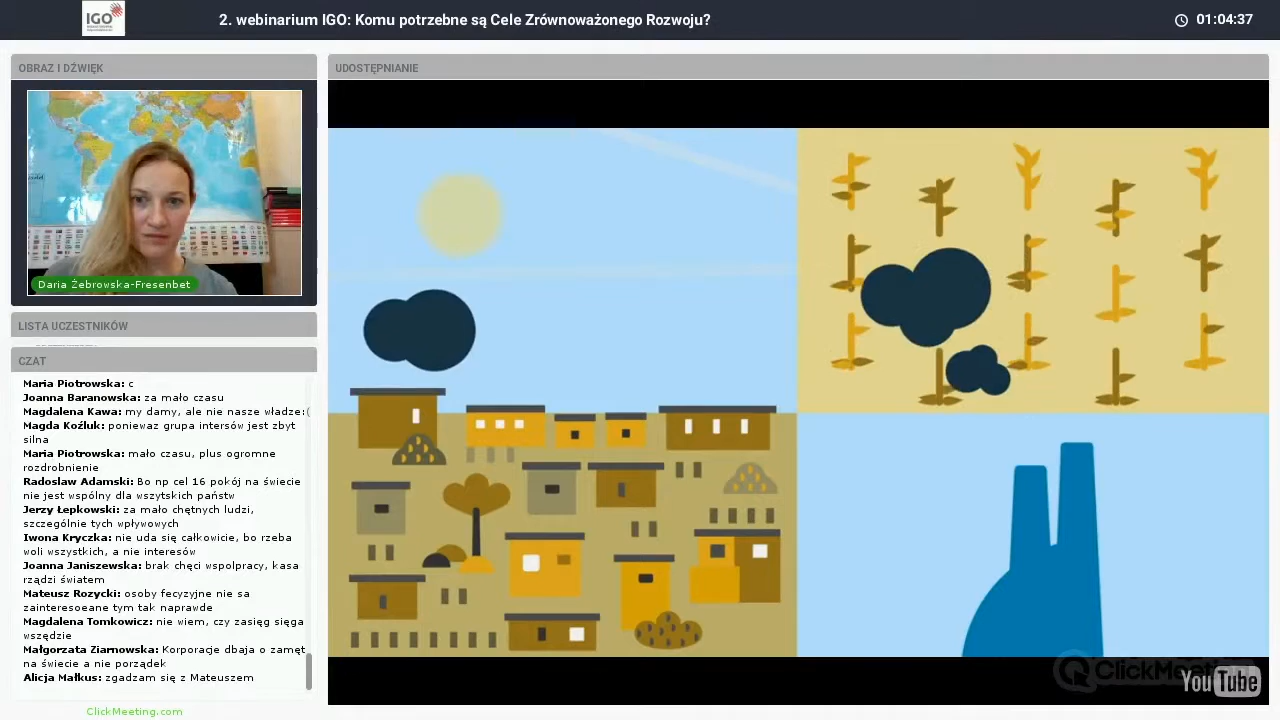 IGO
2. webinarium IGO: Komu potrzebne są Cele Zrównoważonego Rozwoju?
01:04:37
OBRAZ I DŹWIĘK
Daria Żebrowska-Fresenbet
LISTA UCZESTNIKÓW
CZAT
Maria Piotrowska: c
Joanna Baranowska: za mało czasu
Magdalena Kawa: my damy, ale nie nasze władze:(
Magda Koźluk: poniewaz grupa intersów jest zbyt
silna
Maria Piotrowska: mało czasu, plus ogromne
rozdrobnienie
Radoslaw Adamski: Bo np cel 16 pokój na świecie
nie jest wspólny dla wszytskich państw
Jerzy Łepkowski: za mało chętnych ludzi,
szczególnie tych wpływowych
Iwona Kryczka: nie uda się całkowicie, bo rzeba
woli wszystkich, a nie interesów
Joanna Janiszewska: brak chęci wspolpracy, kasa
rządzi światem
Mateusz Rozycki: osoby fecyzyjne nie sa
zainteresoeane tym tak naprawde
Magdalena Tomkowicz: nie wiem, czy zasięg sięga
wszędzie
Małgorzata Ziarnowska: Korporacje dbaja o zamęt
na świecie a nie porządek
Alicja Małkus: zgadzam się z Mateuszem
ClickMeeting.com
UDOSTĘPNIANIE
ClickMeeting
YouTube